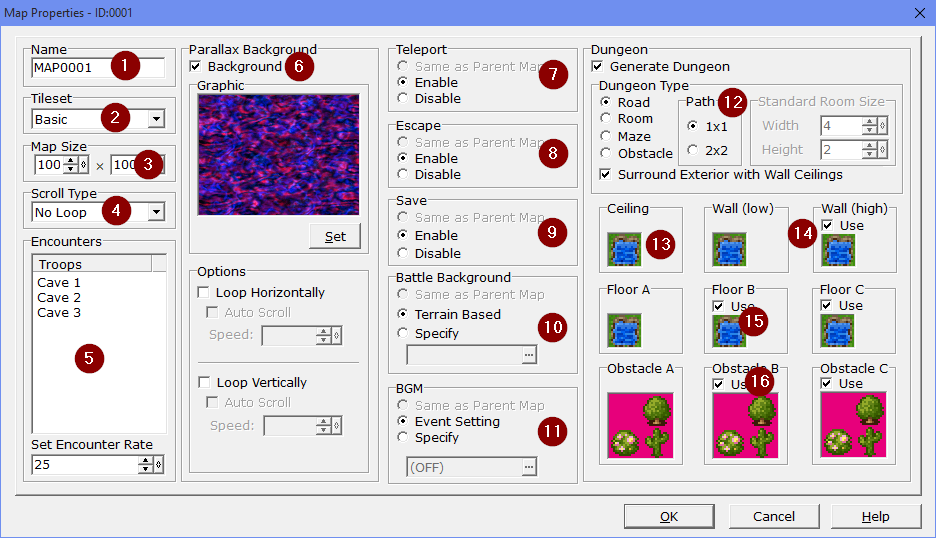 Map Properties - ID:0001
Name
MAP0001
1
Tileset
Basic
2
Map Size
100 × 100
3
Scroll Type
No Loop
4
Encounters
Troops
Cave 1
Cave 2
Cave 3
5
Set Encounter Rate
25
Parallax Background
Background
6
Graphic
Set
Options
Loop Horizontally
Auto Scroll
Speed:
Loop Vertically
Auto Scroll
Speed:
Teleport
Same as Parent Map
Enable
Disable
7
Escape
Same as Parent Map
Enable
Disable
8
Save
Same as Parent Map
Enable
Disable
9
Battle Background
Same as Parent Map
Terrain Based
Specify
...
10
BGM
Same as Parent Map
Event Setting
Specify
11
(OFF)
...
Dungeon
Generate Dungeon
Dungeon Type
Road
Room
Maze
Obstacle
Path
12
1x1
2x2
Standard Room Size
Width 4
Height 2
Surround Exterior with Wall Ceilings
Ceiling
13
Wall (low)
14
Wall (high)
Use
Floor A
Floor B
Use
15
Floor C
Use
Obstacle A
Obstacle B
Use
16
Obstacle C
Use
OK
Cancel
Help